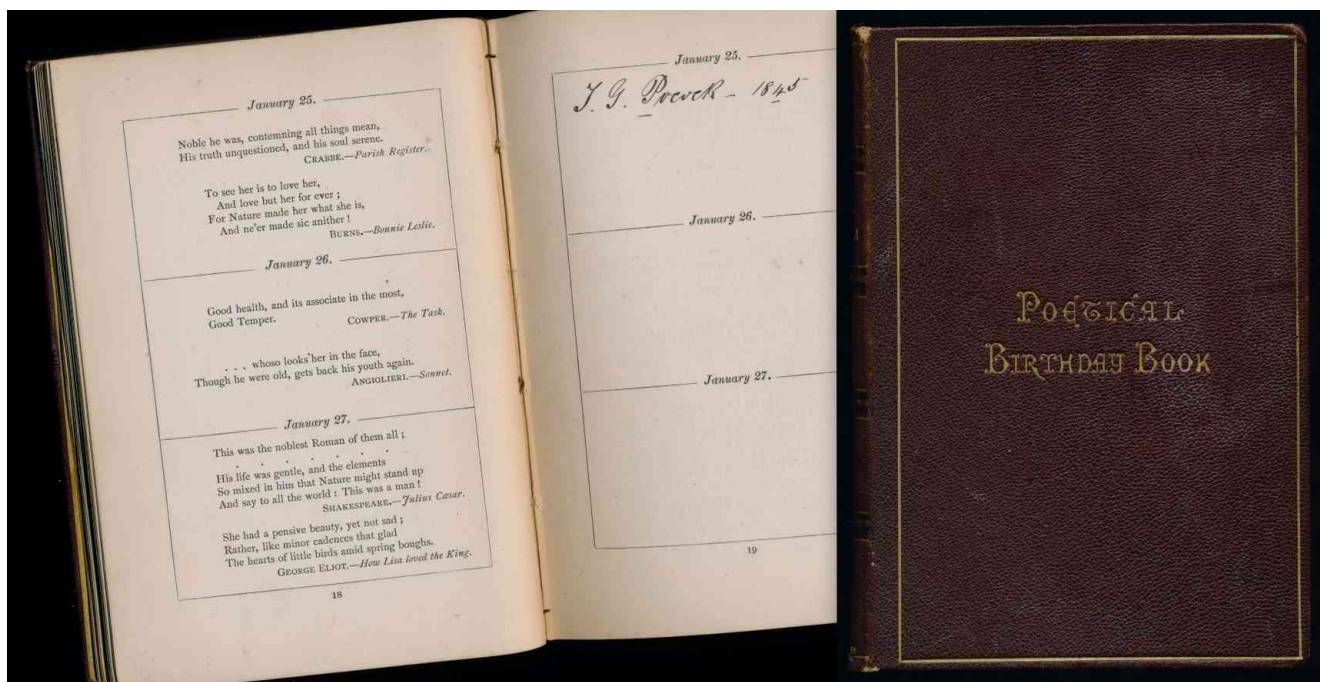 January 25.
Noble he was, contemning all things mean,
His truth unquestioned, and his soul serene.
CRABBE.—Parish Register.
To see her is to love her,
And love but her for ever ;
For Nature made her what she is,
And ne'er made sic anither !
BURNS.—Bonnie Leslie.
January 26.
Good health, and its associate in the most,
Good Temper. COWPER.—The Task.
. . . whoso looks her in the face,
Though he were old, gets back his youth again.
ANGIOLIERI.—Sonnet.
January 27.
This was the noblest Roman of them all ;
. . . . . . .
His life was gentle, and the elements
So mixed in him that Nature might stand up
And say to all the world : This was a man !
SHAKESPEARE.—Julius Cæsar.
She had a pensive beauty, yet not sad ;
Rather, like minor cadences that glad
The hearts of little birds amid spring boughs.
GEORGE ELIOT.—How Lisa loved the King.
18
January 25.
J. G. Pocock - 1845
January 26.
January 27.
19
POETICAL
BIRTHDAY BOOK